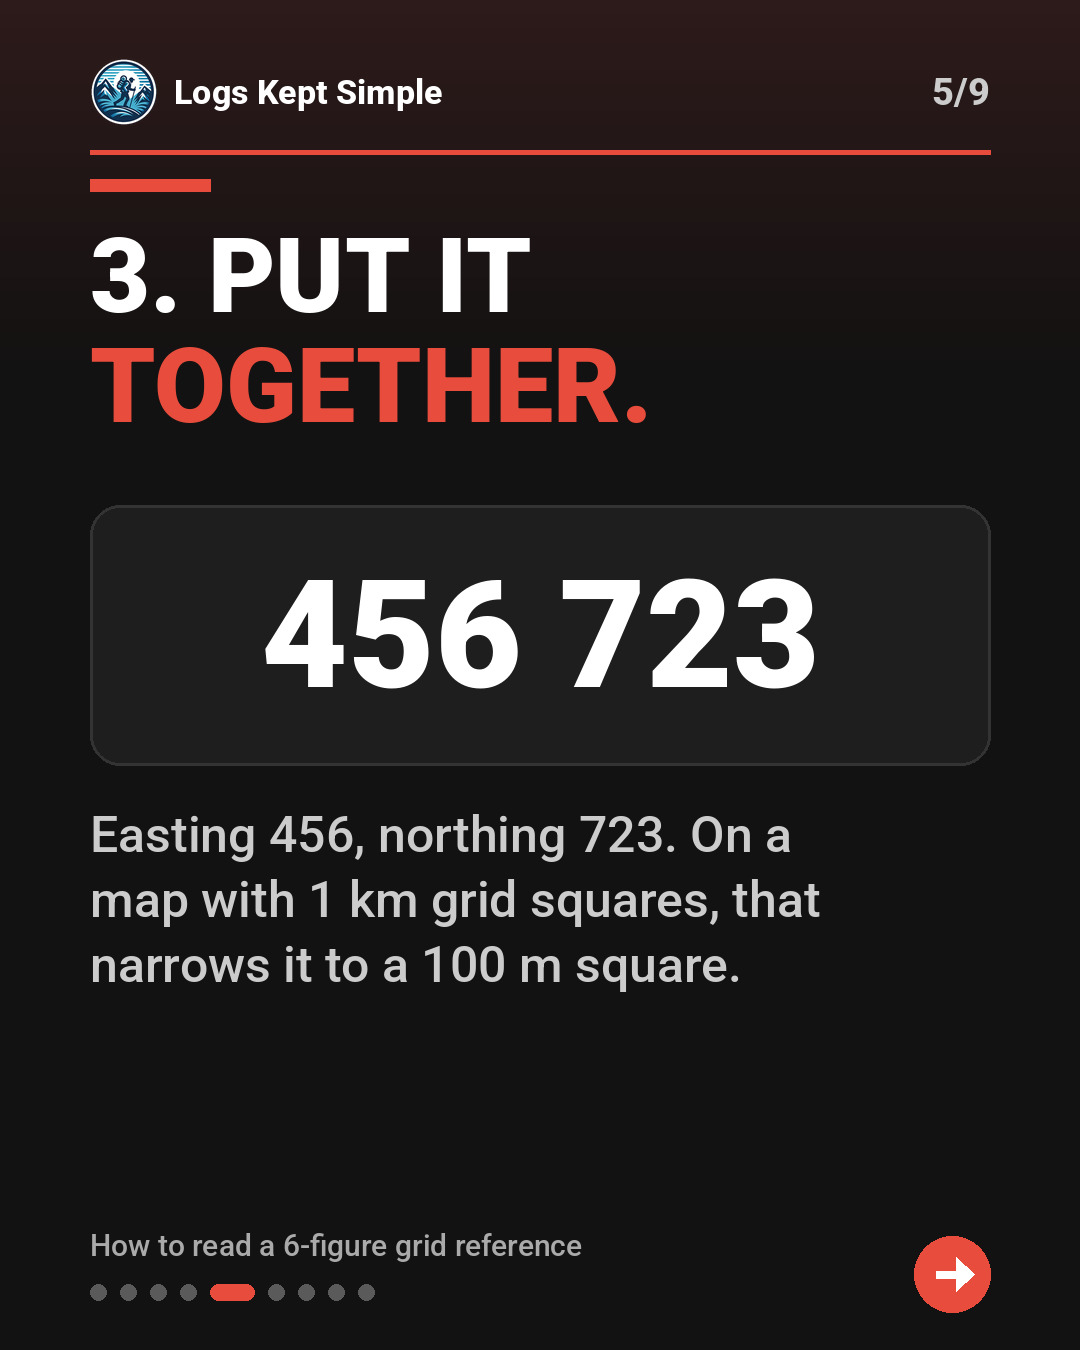 Logs Kept Simple
5/9
3. PUT IT
TOGETHER.
456 723
Easting 456, northing 723. On a
map with 1 km grid squares, that
narrows it to a 100 m square.
How to read a 6-figure grid reference